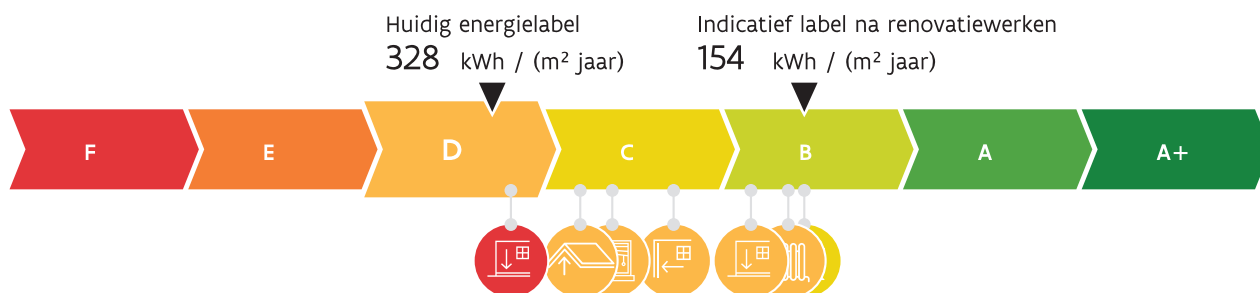 Huidig energielabel
328 kWh / (m² jaar)
Indicatief label na renovatiewerken
154 kWh / (m² jaar)
F E D C B A A+